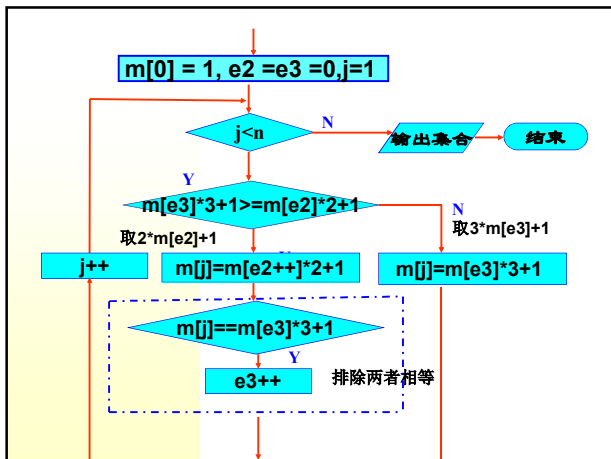 m[0] = 1, e2 =e3 =0,j=1
j<n
N
输出集合
结束
Y
m[e3]*3+1>=m[e2]*2+1
N
取2*m[e2]+1
取3*m[e3]+1
j++
m[j]=m[e2++]*2+1
m[j]=m[e3]*3+1
m[j]==m[e3]*3+1
Y
e3++
排除两者相等